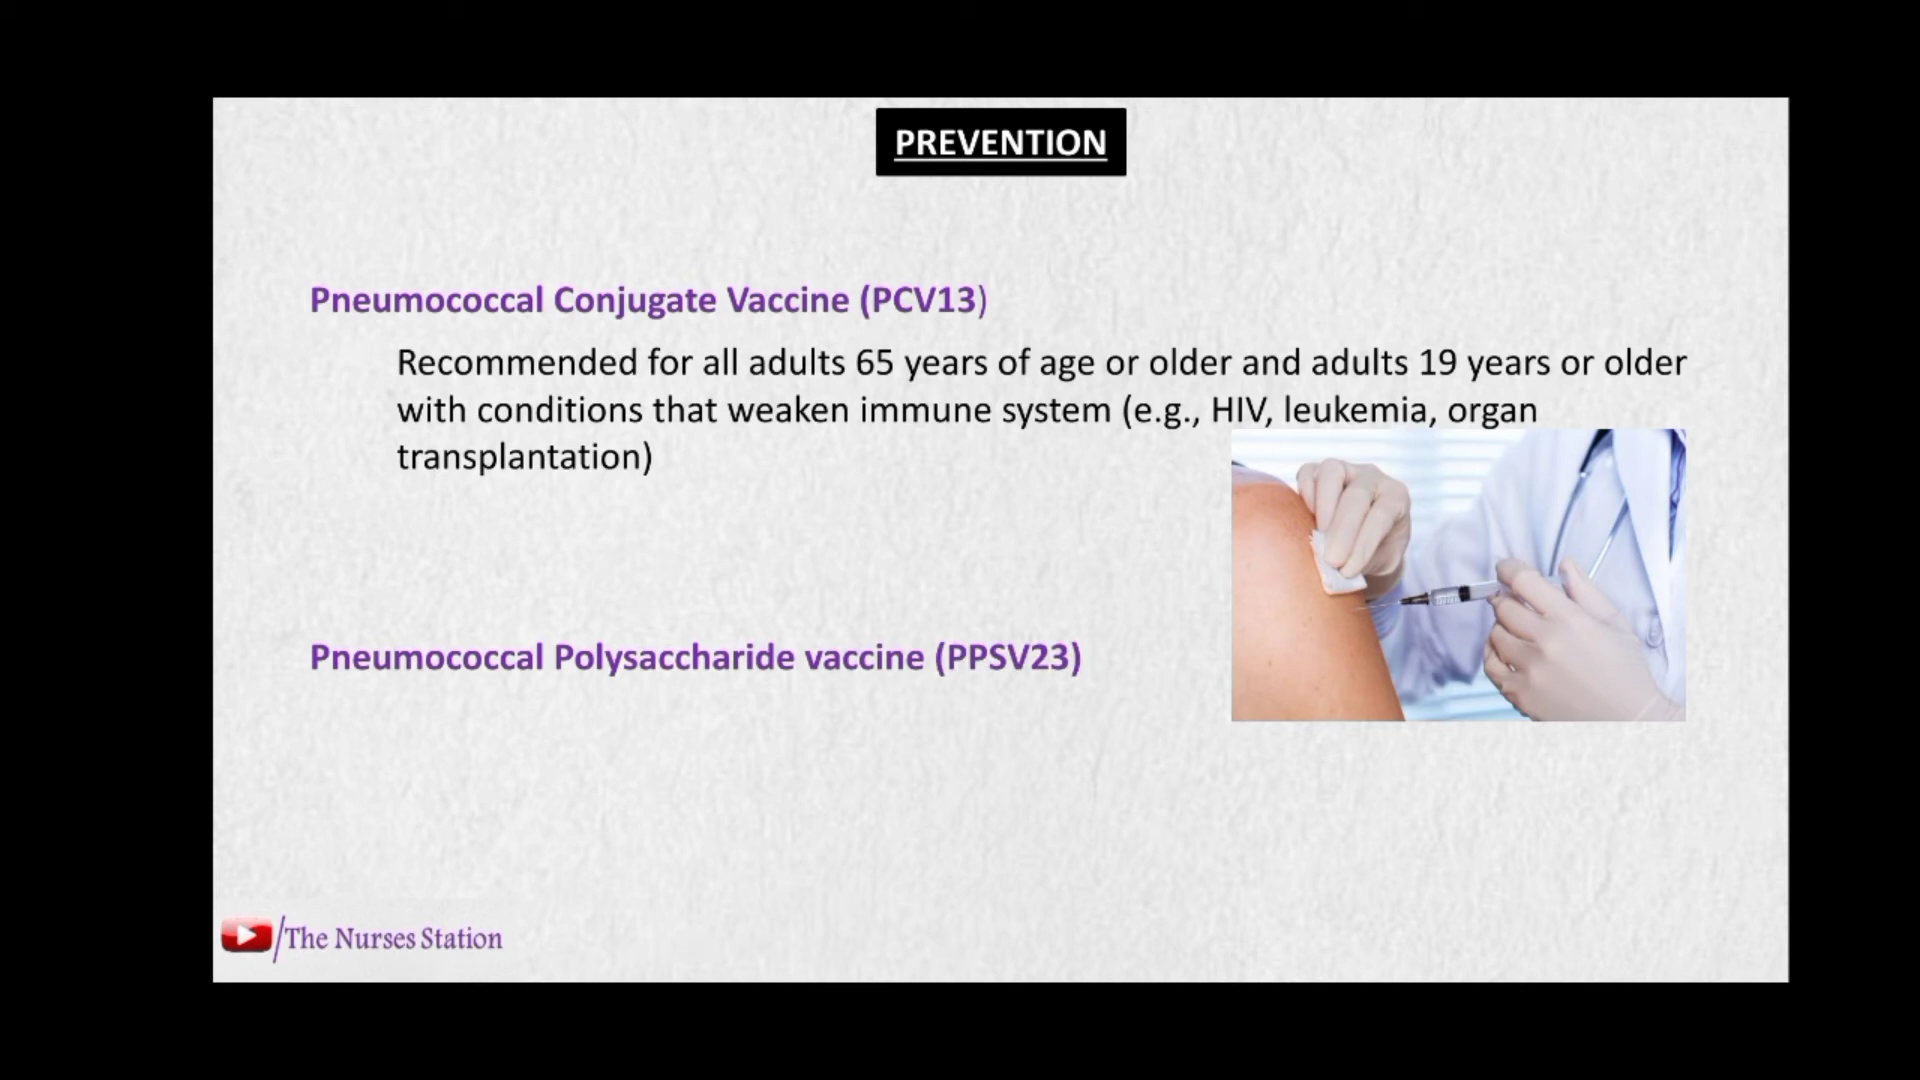 PREVENTION
Pneumococcal Conjugate Vaccine (PCV13)
Recommended for all adults 65 years of age or older and adults 19 years or older
with conditions that weaken immune system (e.g., HIV, leukemia, organ
transplantation)
Pneumococcal Polysaccharide vaccine (PPSV23)
/The Nurses Station